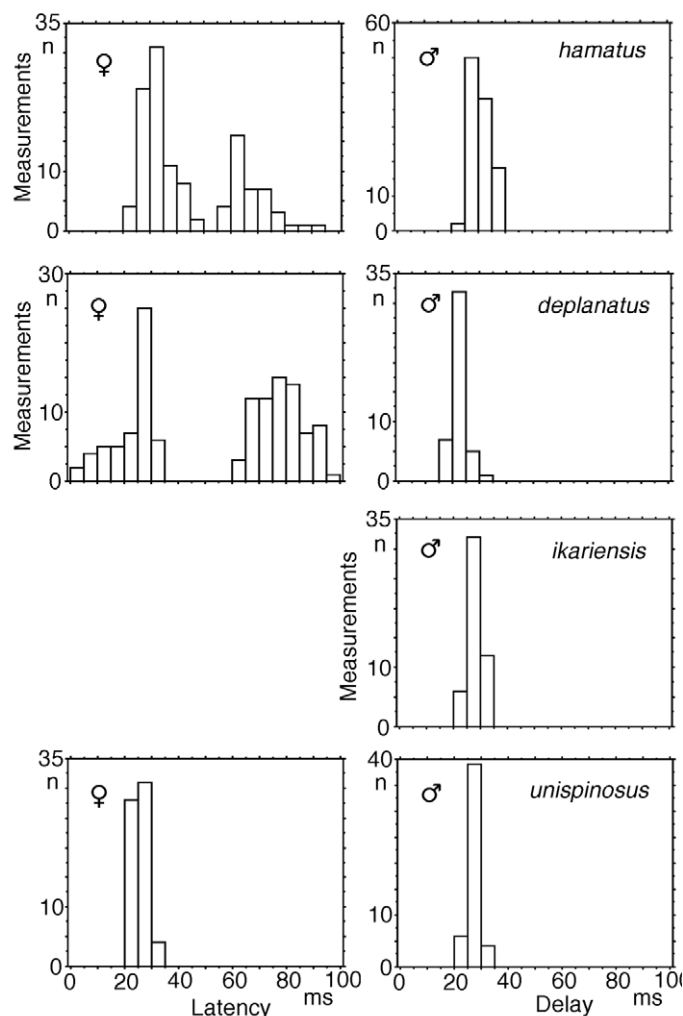 35
n
♀
Measurements
10
0
60
n
♂
hamatus
10
0
30
n
♀
Measurements
10
0
35
n
♂
deplanatus
10
0
35
n
♂
ikariensis
Measurements
10
0
35
n
♀
10
0
0 20 40 60 80 100
Latency ms
40
n
♂
unispinosus
10
0
0 20 40 60 80 100
Delay ms